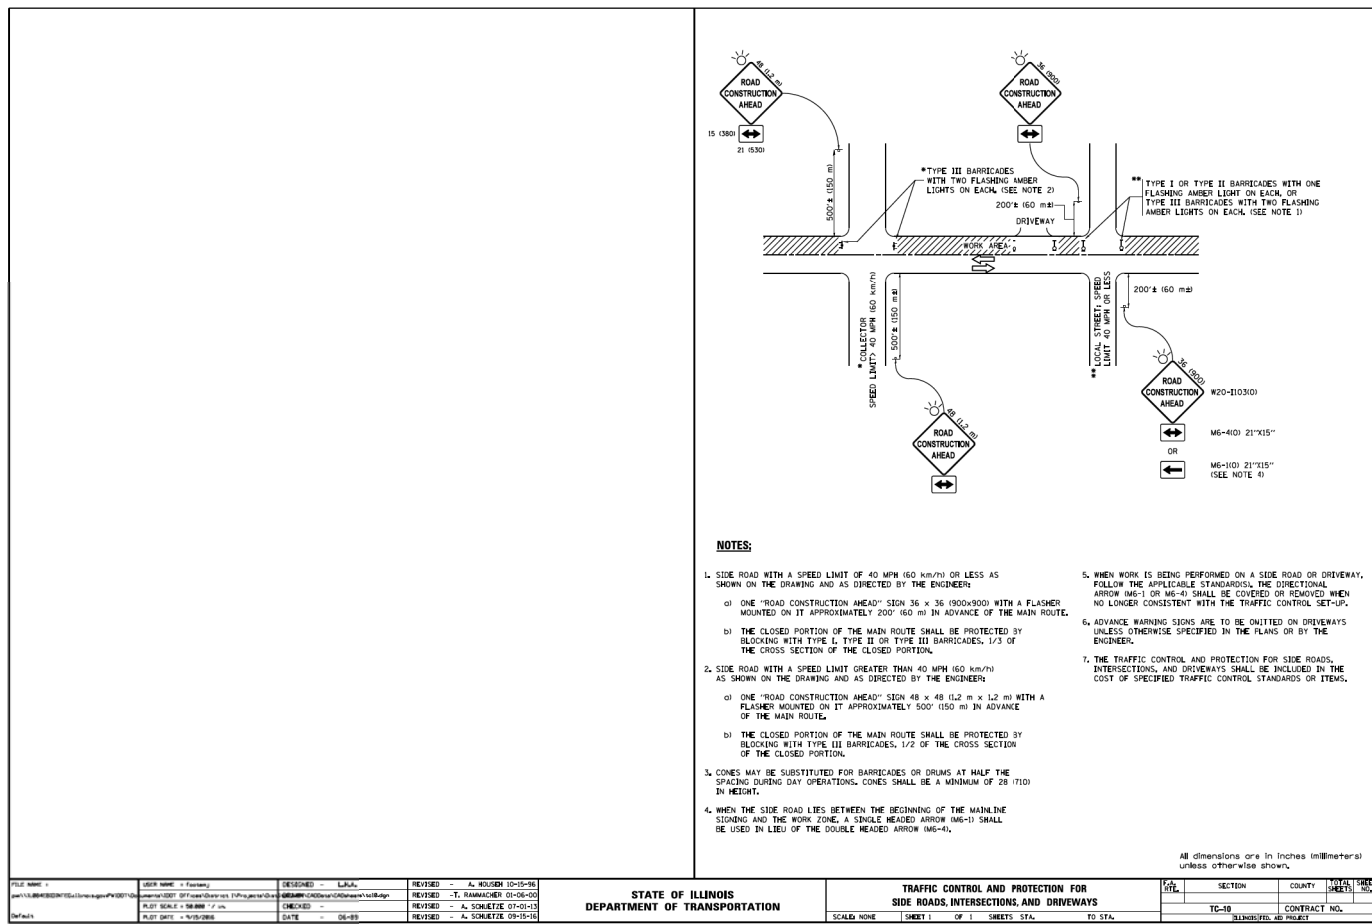 48 (1.2 m)
ROAD
CONSTRUCTION
AHEAD
15 (380)
21 (530)
36 (900)
ROAD
CONSTRUCTION
AHEAD
500'± (150 m)
*TYPE III BARRICADES
WITH TWO FLASHING AMBER
LIGHTS ON EACH. (SEE NOTE 2)
200'± (60 m±)
DRIVEWAY
** TYPE I OR TYPE II BARRICADES WITH ONE
FLASHING AMBER LIGHT ON EACH, OR
TYPE III BARRICADES WITH TWO FLASHING
AMBER LIGHTS ON EACH. (SEE NOTE 1)
WORK AREA
* COLLECTOR
SPEED LIMIT> 40 MPH (60 km/h)
500'± (150 m±)
** LOCAL STREET: SPEED
LIMIT 40 MPH OR LESS
200'± (60 m±)
48 (1.2 m)
ROAD
CONSTRUCTION
AHEAD
36 (900)
ROAD
CONSTRUCTION
AHEAD
W20-I103(O)
M6-4(O) 21"X15"
OR
M6-1(O) 21"X15"
(SEE NOTE 4)
NOTES:
1. SIDE ROAD WITH A SPEED LIMIT OF 40 MPH (60 km/h) OR LESS AS
SHOWN ON THE DRAWING AND AS DIRECTED BY THE ENGINEER:
a) ONE "ROAD CONSTRUCTION AHEAD" SIGN 36 x 36 (900x900) WITH A FLASHER
MOUNTED ON IT APPROXIMATELY 200' (60 m) IN ADVANCE OF THE MAIN ROUTE.
b) THE CLOSED PORTION OF THE MAIN ROUTE SHALL BE PROTECTED BY
BLOCKING WITH TYPE I, TYPE II OR TYPE III BARRICADES, 1/3 OF
THE CROSS SECTION OF THE CLOSED PORTION.
2. SIDE ROAD WITH A SPEED LIMIT GREATER THAN 40 MPH (60 km/h)
AS SHOWN ON THE DRAWING AND AS DIRECTED BY THE ENGINEER:
a) ONE "ROAD CONSTRUCTION AHEAD" SIGN 48 x 48 (1.2 m x 1.2 m) WITH A
FLASHER MOUNTED ON IT APPROXIMATELY 500' (150 m) IN ADVANCE
OF THE MAIN ROUTE.
b) THE CLOSED PORTION OF THE MAIN ROUTE SHALL BE PROTECTED BY
BLOCKING WITH TYPE III BARRICADES, 1/2 OF THE CROSS SECTION
OF THE CLOSED PORTION.
3. CONES MAY BE SUBSTITUTED FOR BARRICADES OR DRUMS AT HALF THE
SPACING DURING DAY OPERATIONS. CONES SHALL BE A MINIMUM OF 28 (710)
IN HEIGHT.
4. WHEN THE SIDE ROAD LIES BETWEEN THE BEGINNING OF THE MAINLINE
SIGNING AND THE WORK ZONE, A SINGLE HEADED ARROW (M6-1) SHALL
BE USED IN LIEU OF THE DOUBLE HEADED ARROW (M6-4).
5. WHEN WORK IS BEING PERFORMED ON A SIDE ROAD OR DRIVEWAY,
FOLLOW THE APPLICABLE STANDARD(S). THE DIRECTIONAL
ARROW (M6-1 OR M6-4) SHALL BE COVERED OR REMOVED WHEN
NO LONGER CONSISTENT WITH THE TRAFFIC CONTROL SET-UP.
6. ADVANCE WARNING SIGNS ARE TO BE OMITTED ON DRIVEWAYS
UNLESS OTHERWISE SPECIFIED IN THE PLANS OR BY THE
ENGINEER.
7. THE TRAFFIC CONTROL AND PROTECTION FOR SIDE ROADS,
INTERSECTIONS, AND DRIVEWAYS SHALL BE INCLUDED IN THE
COST OF SPECIFIED TRAFFIC CONTROL STANDARDS OR ITEMS.
All dimensions are in inches (millimeters)
unless otherwise shown.
FILE NAME =
USER NAME = footemj
DESIGNED - L.H.A.
REVISED - A. HOUSEH 10-15-96
REVISED -T. RAMMACHER 01-06-00
PLOT SCALE = 50.000 ' / in.
CHECKED -
REVISED - A. SCHUETZE 07-01-13
Default
PLOT DATE = 9/15/2016
DATE - 06-89
REVISED - A. SCHUETZE 09-15-16
STATE OF ILLINOIS
DEPARTMENT OF TRANSPORTATION
TRAFFIC CONTROL AND PROTECTION FOR
SIDE ROADS, INTERSECTIONS, AND DRIVEWAYS
SCALE: NONE SHEET 1 OF 1 SHEETS STA. TO STA.
F.A. RTE. SECTION COUNTY TOTAL SHEETS SHEET NO.
TC-10 CONTRACT NO.
ILLINOIS FED. AID PROJECT